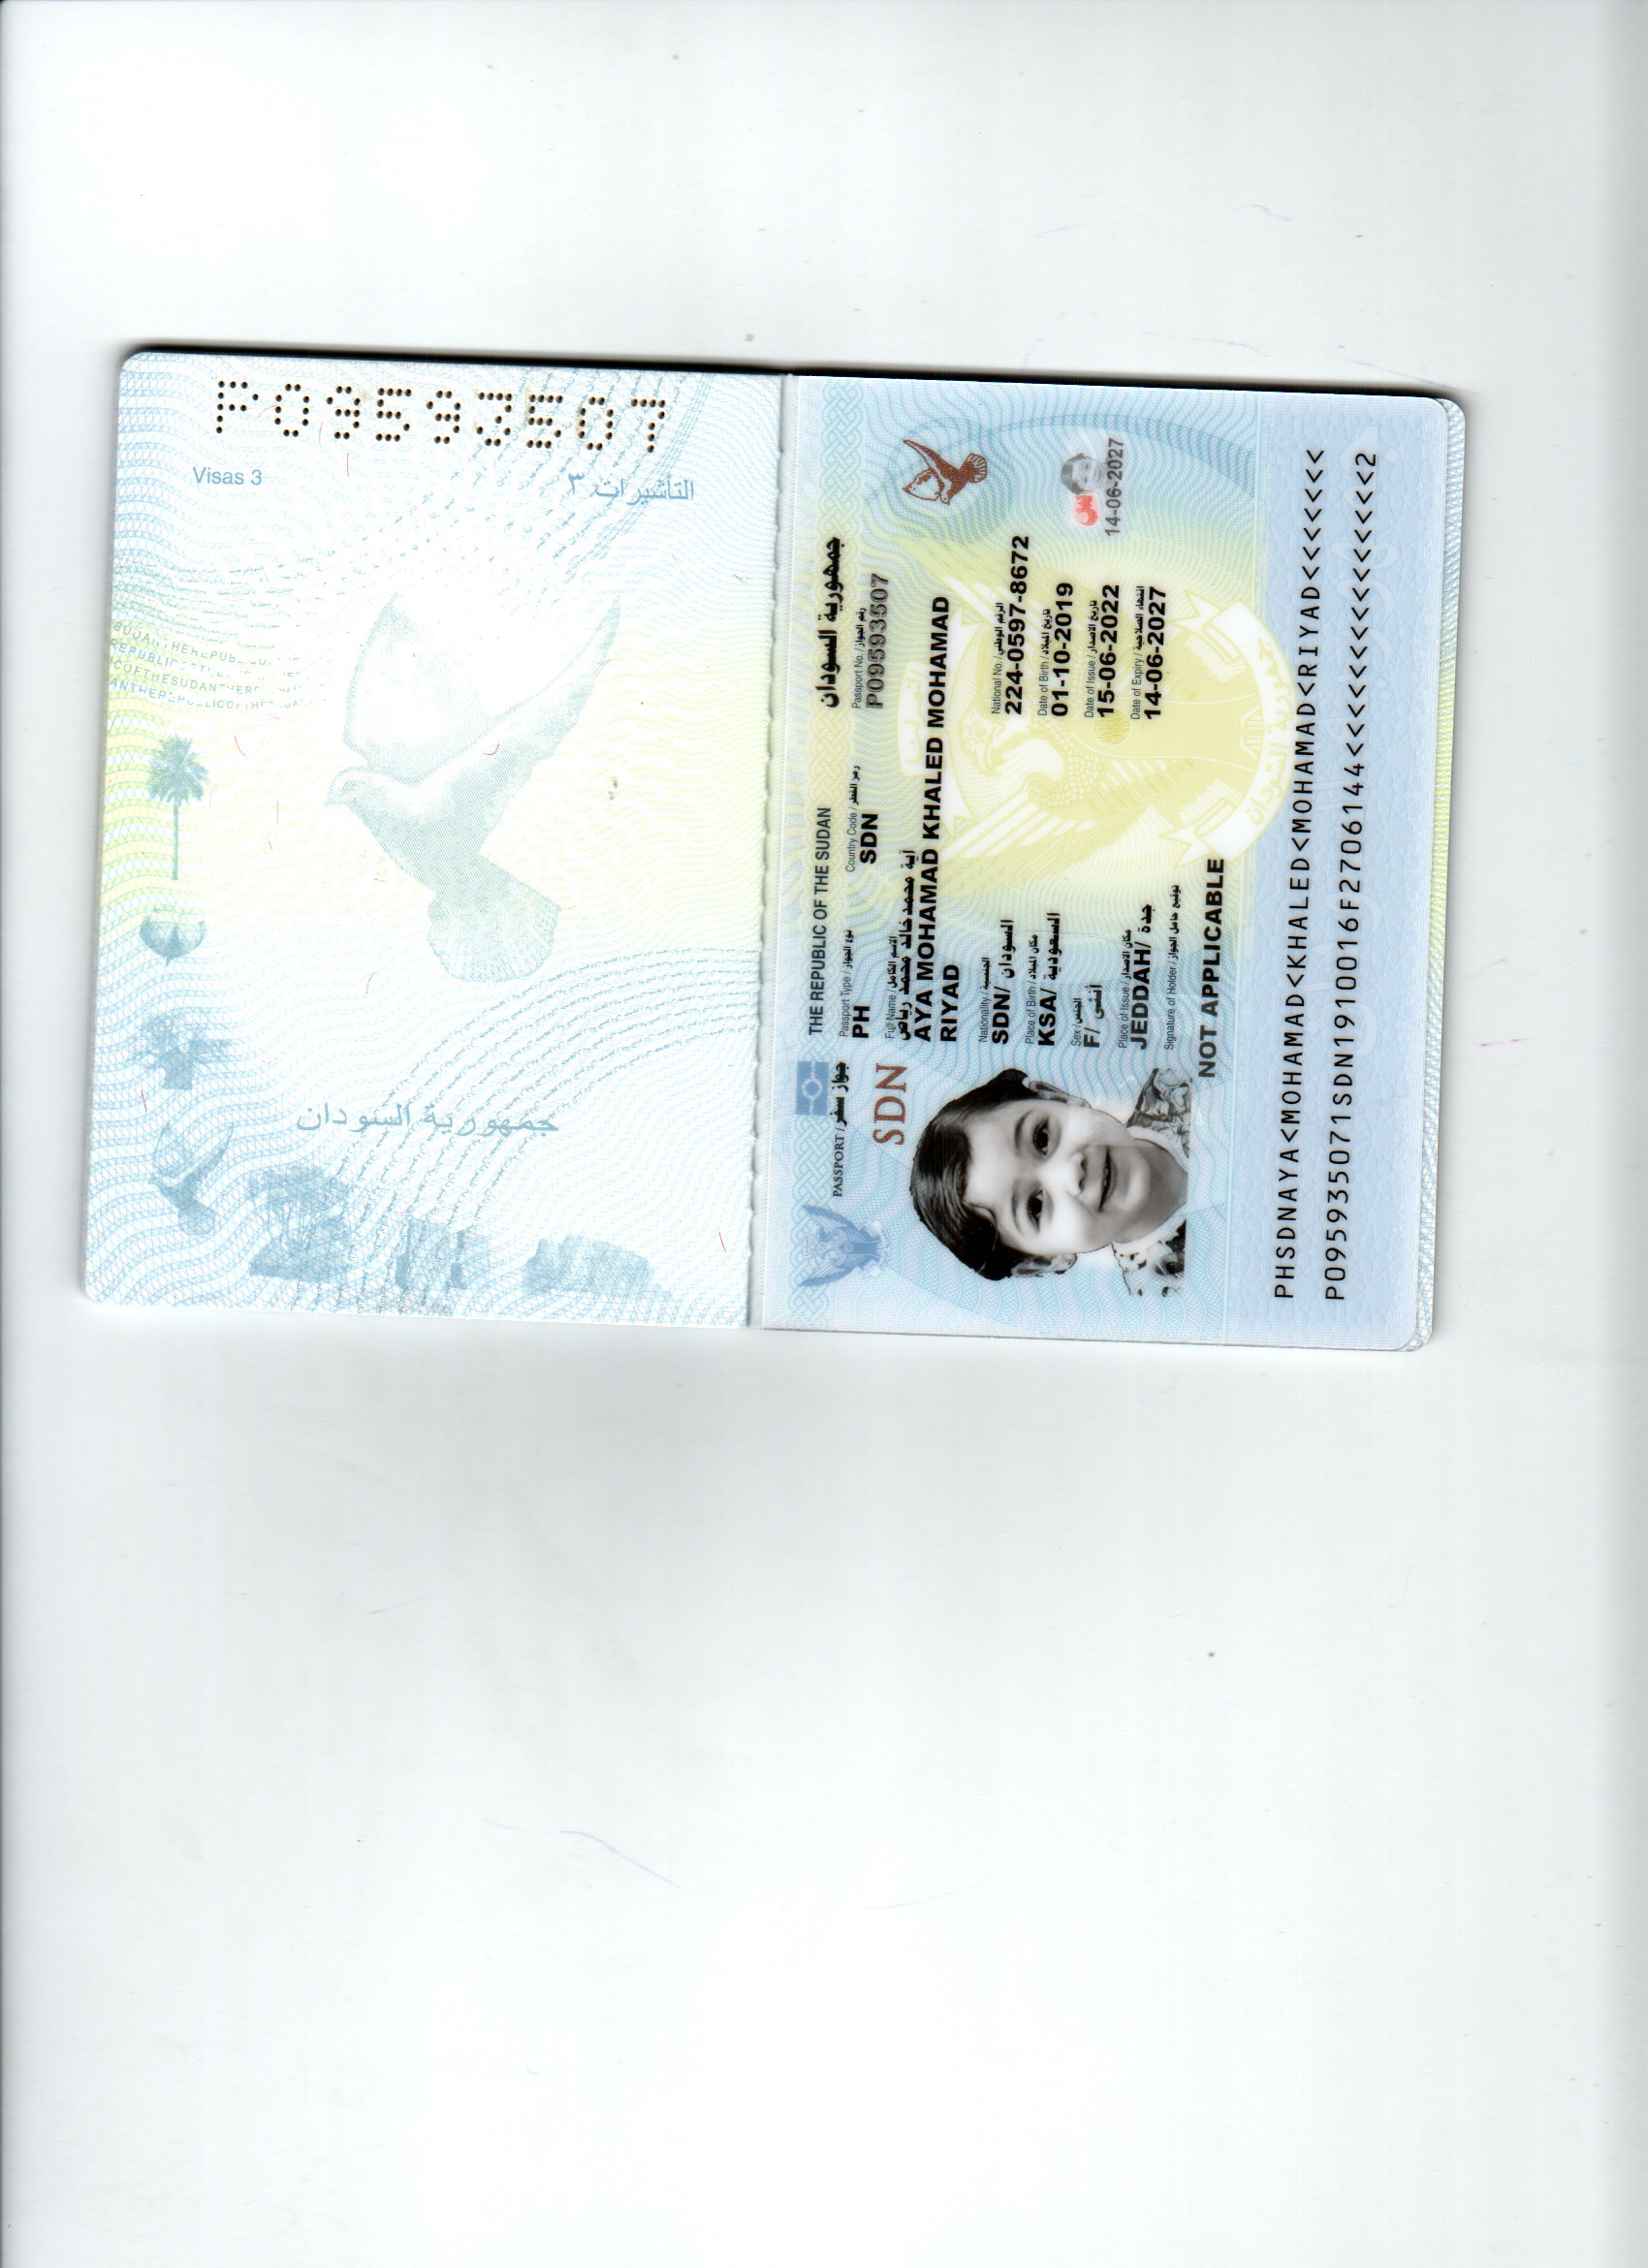 P09593507
Visas 3
التأشيرات ٣
جمهورية السودان
THE REPUBLIC OF THE SUDAN
جمهورية السودان
PASSPORT / جواز سفر
SDN
Passport Type / نوع الجواز
PH
Country Code / رمز القطر
SDN
Passport No. / رقم الجواز
P09593507
Full Name / الاسم الكامل
آية محمد خالد محمد رياض
AYA MOHAMAD KHALED MOHAMAD
RIYAD
Nationality / الجنسية
SDN/ السودان
National No. / الرقم الوطني
224-0597-8672
Place of Birth / مكان الميلاد
KSA/ السعودية
Date of Birth / تاريخ الميلاد
01-10-2019
Sex / الجنس
F/ أنثى
Date of Issue / تاريخ الاصدار
15-06-2022
Place of Issue / مكان الاصدار
JEDDAH/ جدة
Date of Expiry / انتهاء الصلاحية
14-06-2027
Signature of Holder / توقيع حامل الجواز
NOT APPLICABLE
14-06-2027
PHSDNAYA<MOHAMAD<KHALED<MOHAMAD<RIYAD<<<<<<<
P095935071SDN1910016F2706144<<<<<<<<<<<<<<<2